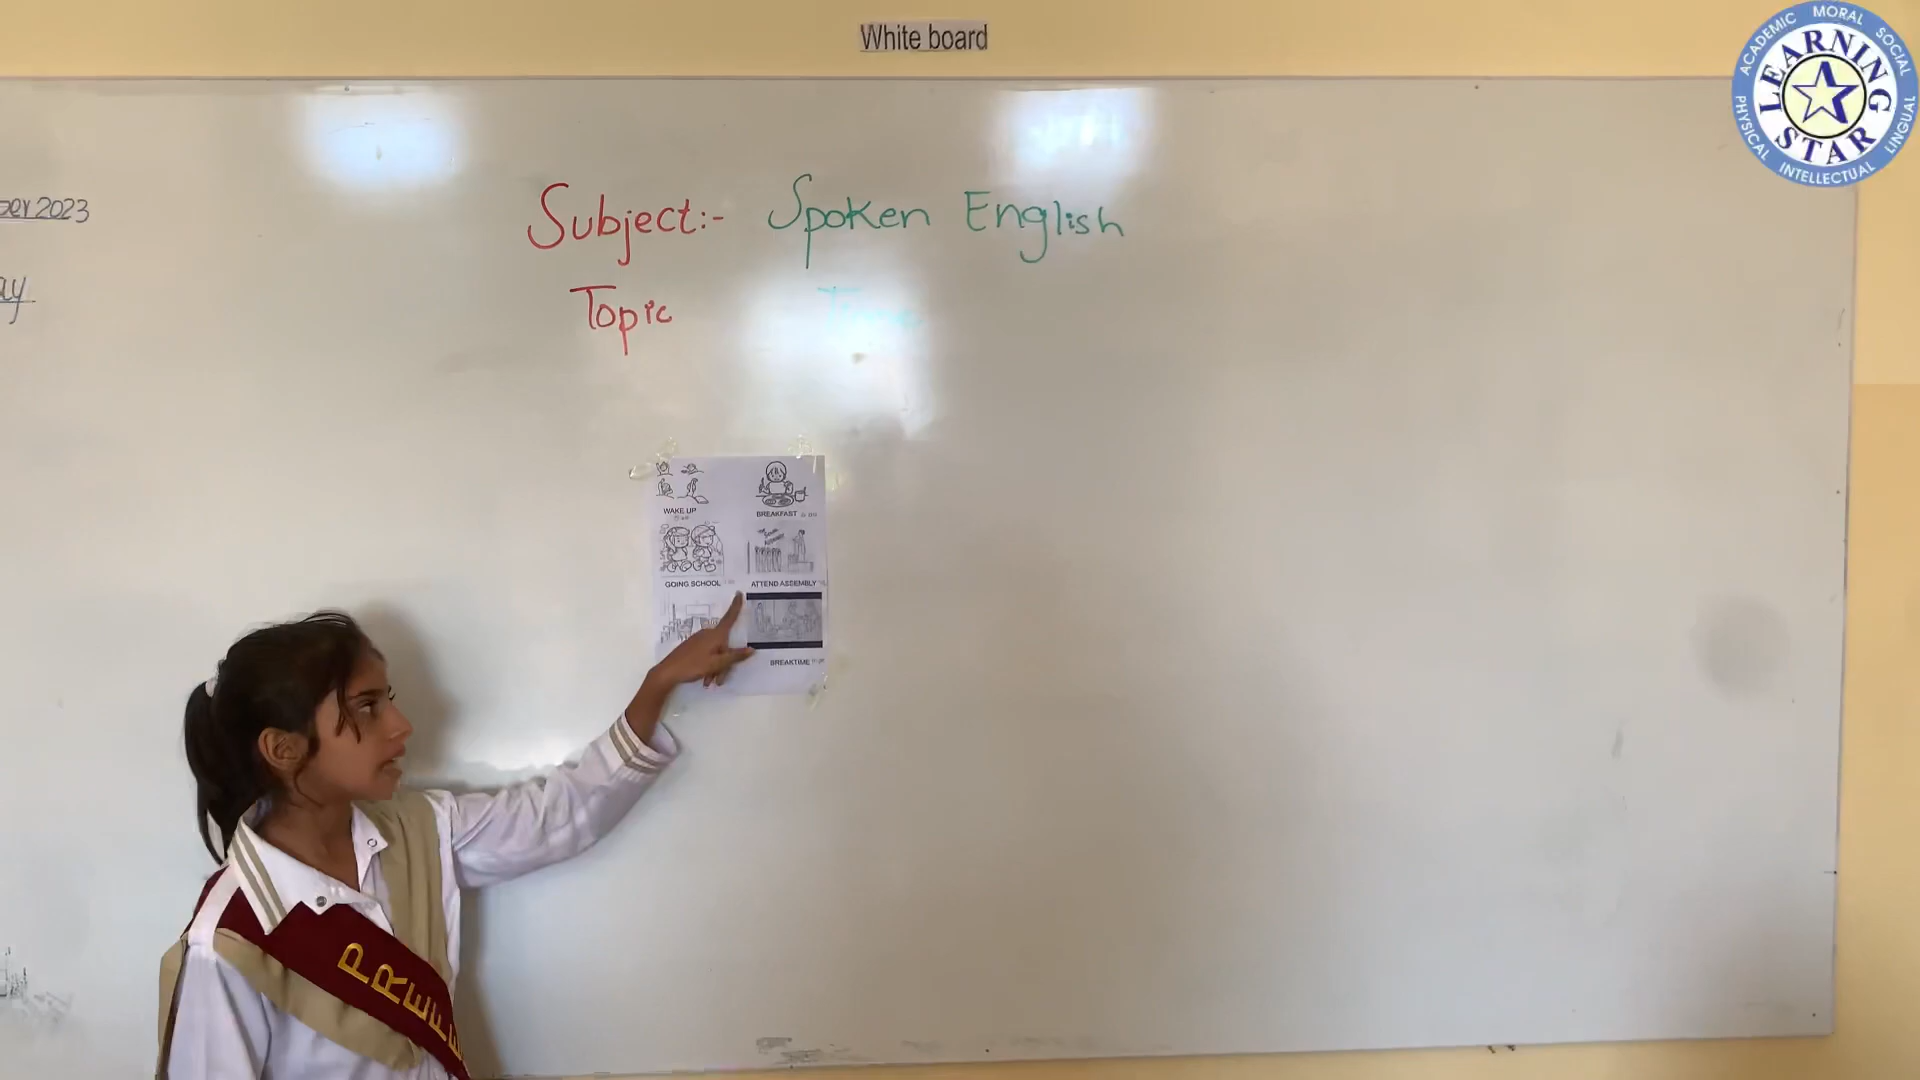 White board
ACADEMIC MORAL SOCIAL
LEARNING
STAR
PHYSICAL INTELLECTUAL LINGUAL
2023
Subject:- Spoken English
Topic Time
WAKE UP
BREAKFAST
GOING SCHOOL
ATTEND ASSEMBLY
BREAKTIME
PREFE